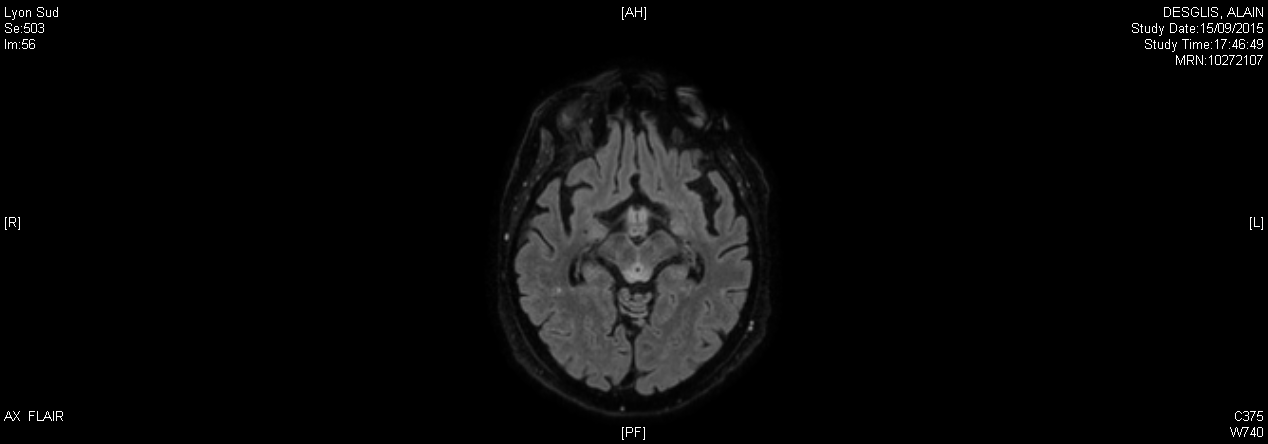 Lyon Sud
Se:503
Im:56
[AH]
DESGLIS, ALAIN
Study Date:15/09/2015
Study Time:17:46:49
MRN:10272107
[R]
[L]
AX FLAIR
[PF]
C375
W740